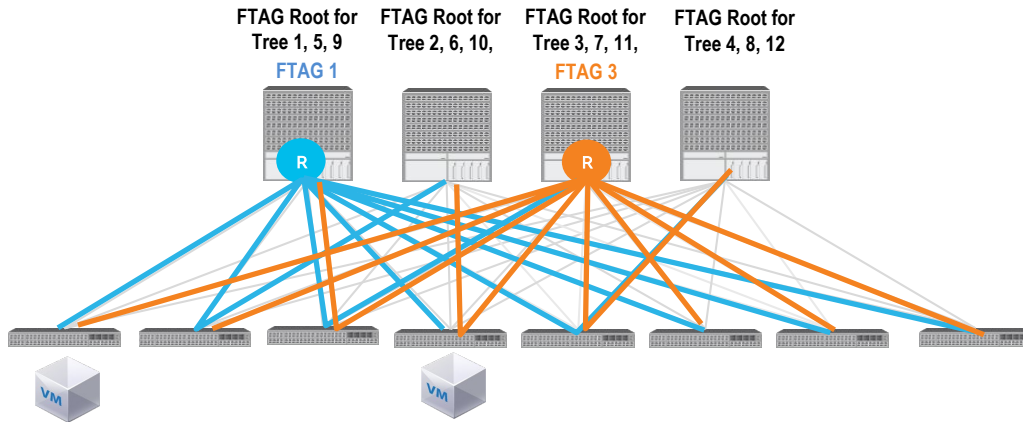 FTAG Root for
Tree 1, 5, 9
FTAG 1
FTAG Root for
Tree 2, 6, 10,
FTAG Root for
Tree 3, 7, 11,
FTAG 3
FTAG Root for
Tree 4, 8, 12
R
R
VM
VM